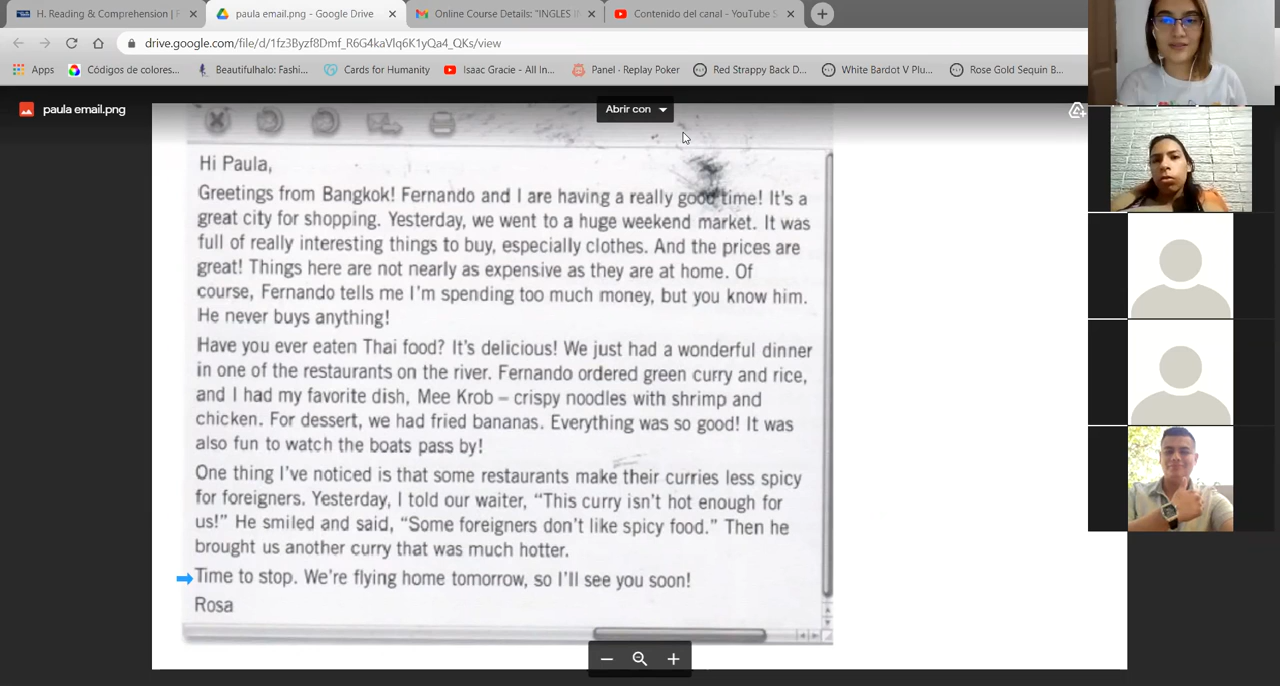 H. Reading & Comprehension | F
paula email.png - Google Drive
Online Course Details: "INGLES IN
Contenido del canal - YouTube S
drive.google.com/file/d/1fz3Byzf8Dmf_R6G4kaVlq6K1yQa4_QKs/view
Apps
Códigos de colores...
Beautifulhalo: Fashi...
Cards for Humanity
Isaac Gracie - All In...
Panel · Replay Poker
Red Strappy Back D...
White Bardot V Plu...
Rose Gold Sequin B...
paula email.png
Abrir con
Hi Paula,
Greetings from Bangkok! Fernando and I are having a really good time! It's a
great city for shopping. Yesterday, we went to a huge weekend market. It was
full of really interesting things to buy, especially clothes. And the prices are
great! Things here are not nearly as expensive as they are at home. Of
course, Fernando tells me I'm spending too much money, but you know him.
He never buys anything!
Have you ever eaten Thai food? It's delicious! We just had a wonderful dinner
in one of the restaurants on the river. Fernando ordered green curry and rice,
and I had my favorite dish, Mee Krob – crispy noodles with shrimp and
chicken. For dessert, we had fried bananas. Everything was so good! It was
also fun to watch the boats pass by!
One thing I've noticed is that some restaurants make their curries less spicy
for foreigners. Yesterday, I told our waiter, “This curry isn't hot enough for
us!” He smiled and said, “Some foreigners don't like spicy food.” Then he
brought us another curry that was much hotter.
Time to stop. We're flying home tomorrow, so I'll see you soon!
Rosa